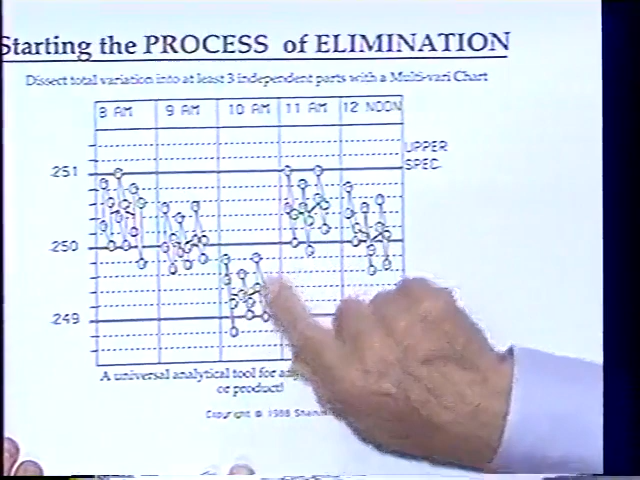 Starting the PROCESS of ELIMINATION
Dissect total variation into at least 3 independent parts with a Multi-vari Chart
8 AM 9 AM 10 AM 11 AM 12 NOON
UPPER
SPEC.
.251
.250
.249
A universal analytical tool for
product!
Copyright © 1988